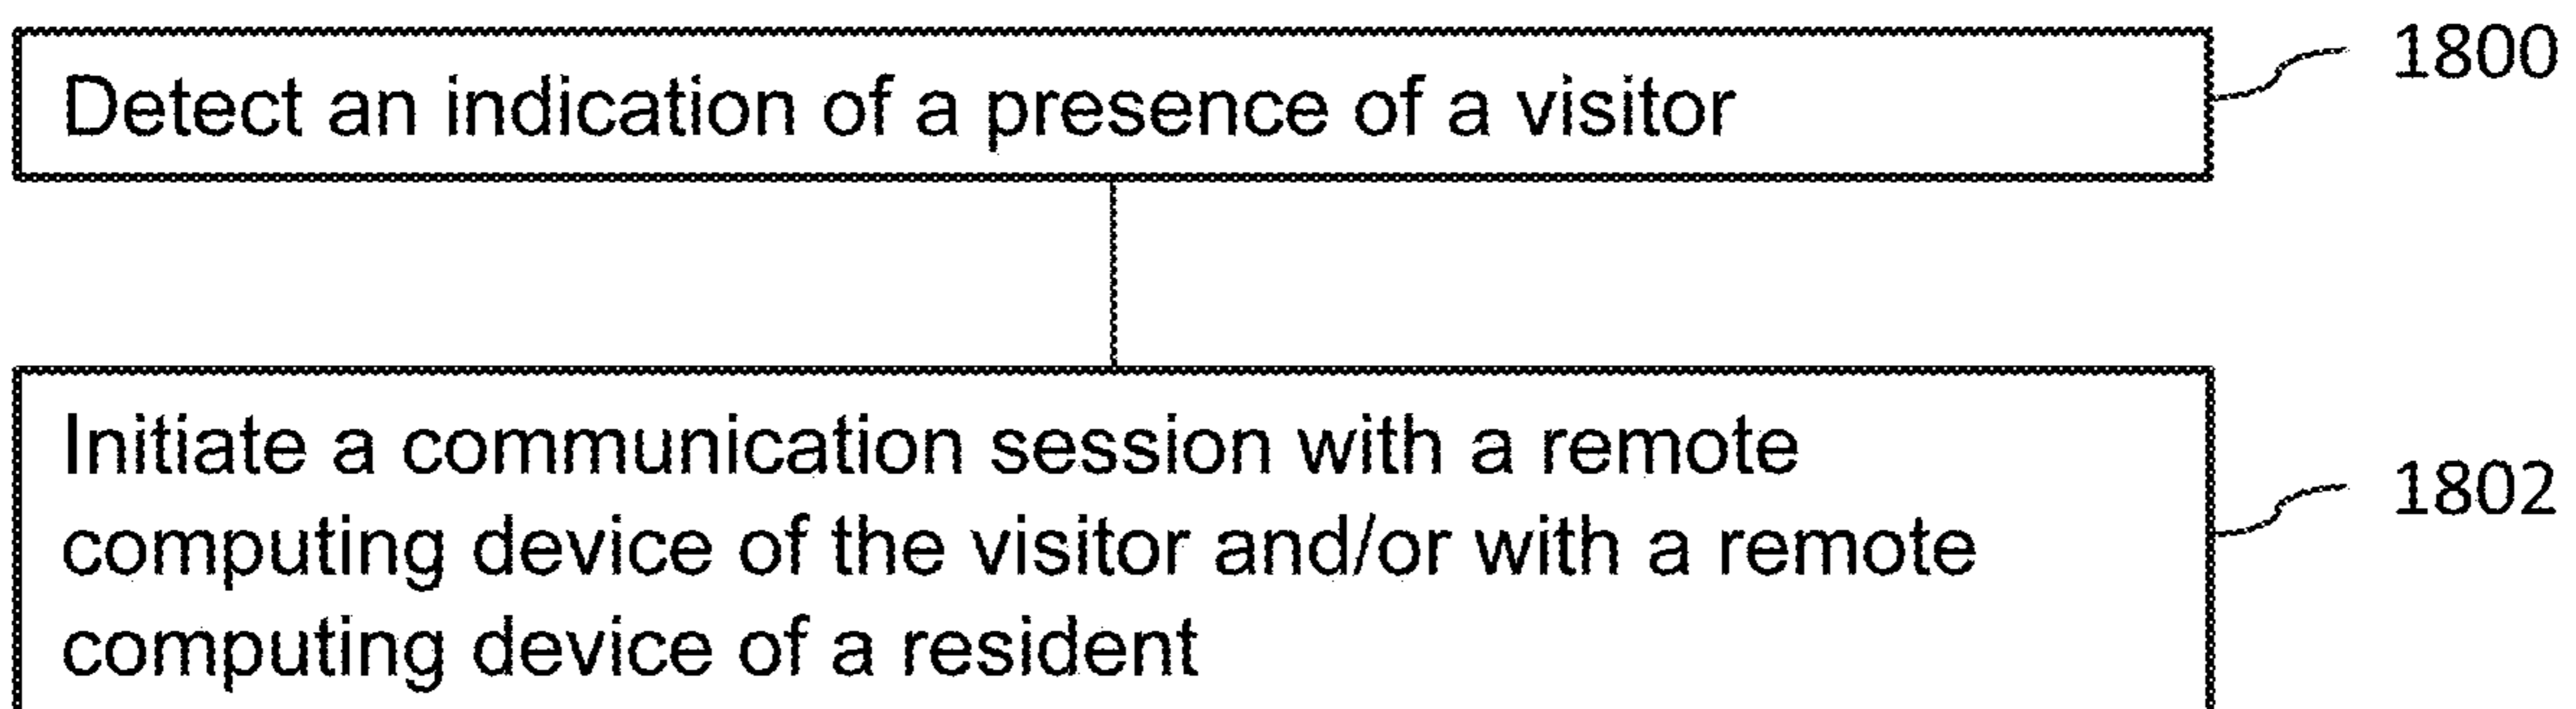 Detect an indication of a presence of a visitor
1800
Initiate a communication session with a remote
computing device of the visitor and/or with a remote
computing device of a resident
1802